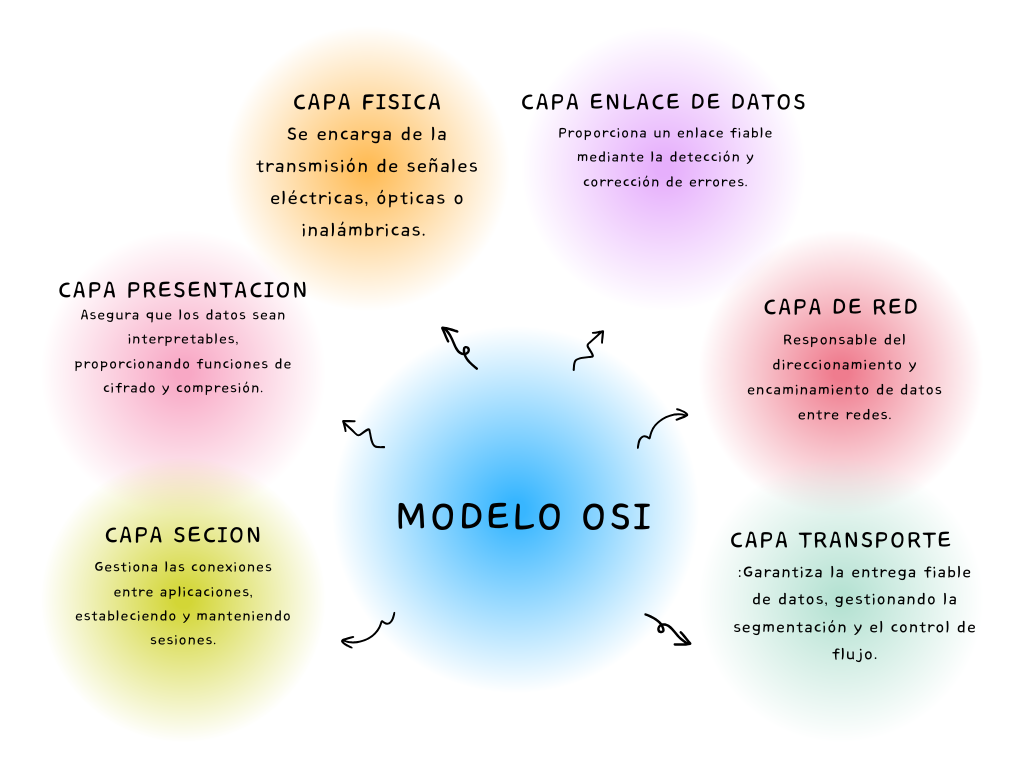 CAPA FISICA
Se encarga de la
transmisión de señales
eléctricas, ópticas o
inalámbricas.
CAPA ENLACE DE DATOS
Proporciona un enlace fiable
mediante la detección y
corrección de errores.
CAPA PRESENTACION
Asegura que los datos sean
interpretables,
proporcionando funciones de
cifrado y compresión.
CAPA DE RED
Responsable del
direccionamiento y
encaminamiento de datos
entre redes.
MODELO OSI
CAPA SECION
Gestiona las conexiones
entre aplicaciones,
estableciendo y manteniendo
sesiones.
CAPA TRANSPORTE
:Garantiza la entrega fiable
de datos, gestionando la
segmentación y el control de
flujo.